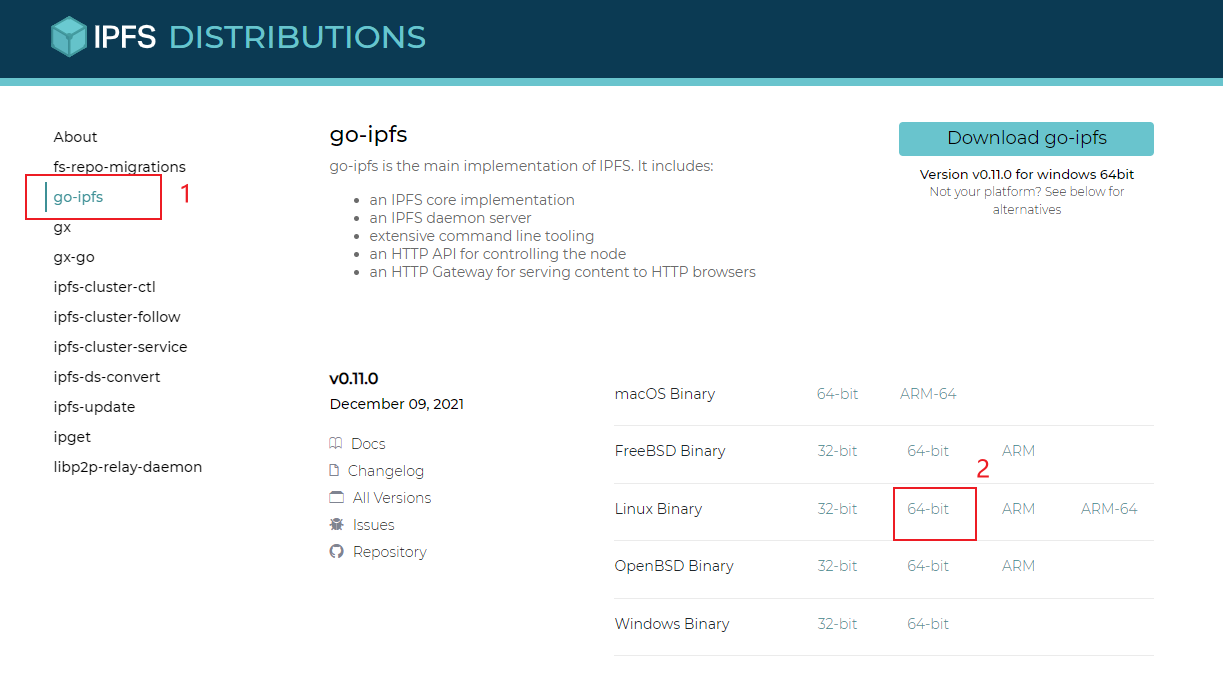 IPFS DISTRIBUTIONS
About
fs-repo-migrations
go-ipfs
1
gx
gx-go
ipfs-cluster-ctl
ipfs-cluster-follow
ipfs-cluster-service
ipfs-ds-convert
ipfs-update
ipget
libp2p-relay-daemon
go-ipfs
go-ipfs is the main implementation of IPFS. It includes:
an IPFS core implementation
an IPFS daemon server
extensive command line tooling
an HTTP API for controlling the node
an HTTP Gateway for serving content to HTTP browsers
Download go-ipfs
Version v0.11.0 for windows 64bit
Not your platform? See below for
alternatives
v0.11.0
December 09, 2021
Docs
Changelog
All Versions
Issues
Repository
macOS Binary 64-bit ARM-64
FreeBSD Binary 32-bit 64-bit ARM
2
Linux Binary 32-bit 64-bit ARM ARM-64
OpenBSD Binary 32-bit 64-bit ARM
Windows Binary 32-bit 64-bit